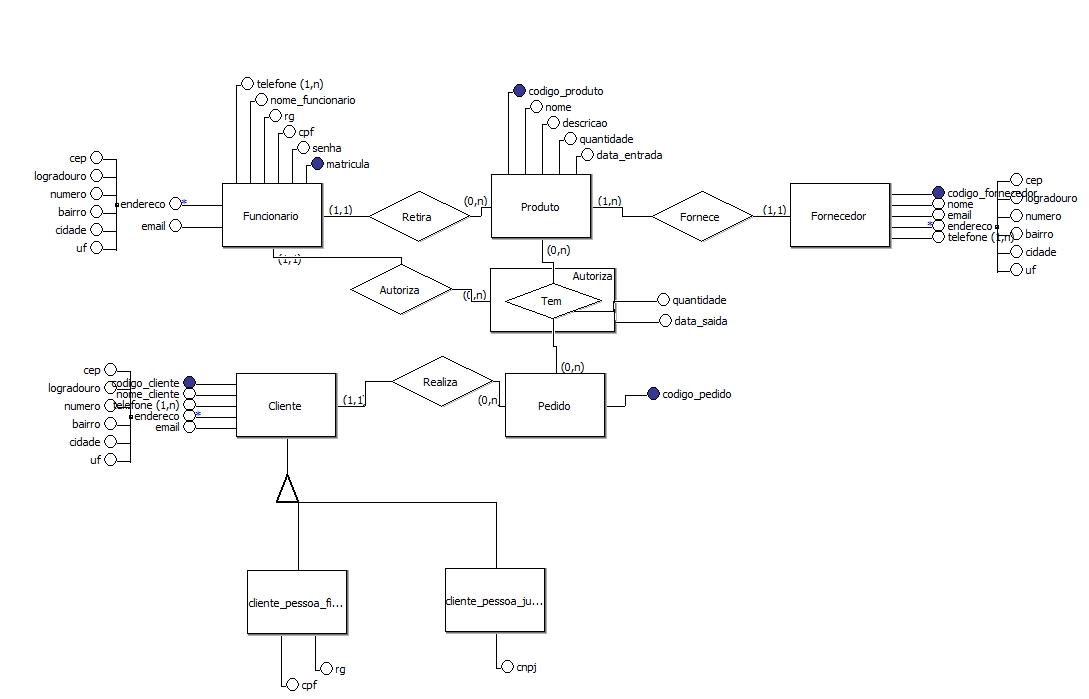 telefone (1,n)
nome_funcionario
rg
cpf
senha
matricula
cep
logradouro
numero
bairro
cidade
uf
endereco
*
email
Funcionario
(1,1)
Retira
(0,n)
codigo_produto
nome
descricao
quantidade
data_entrada
Produto
(1,n)
Fornece
(1,1)
Fornecedor
codigo_fornecedor
nome
email
*
endereco
telefone (1,n)
cep
logradouro
numero
bairro
cidade
uf
(1,1)
Autoriza
(0,n)
(0,n)
Autoriza
Tem
quantidade
data_saida
(0,n)
cep
logradouro
numero
bairro
cidade
uf
codigo_cliente
nome_cliente
telefone (1,n)
endereco
*
email
Cliente
(1,1)
Realiza
(0,n)
Pedido
codigo_pedido
cliente_pessoa_fi...
cliente_pessoa_ju...
rg
cpf
cnpj